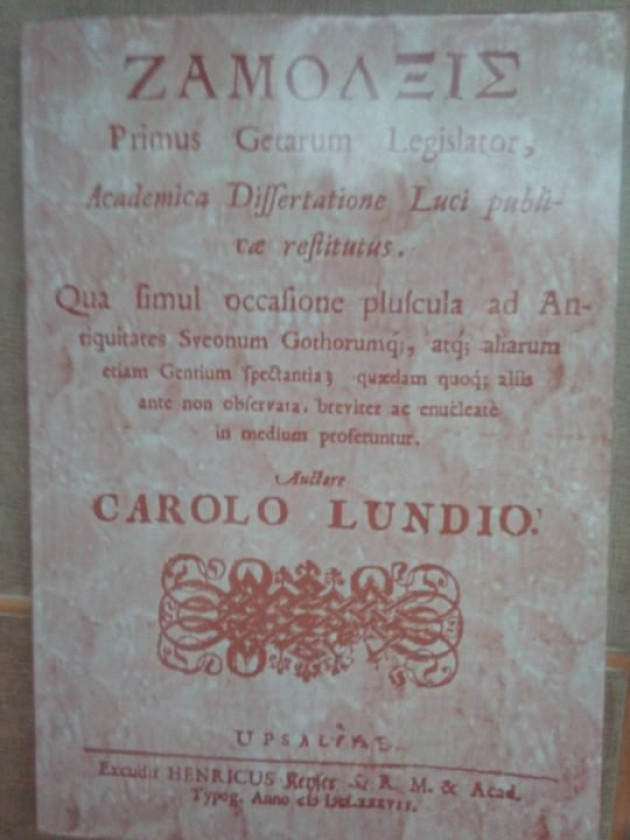 ΖΑΜΟΛΞΙΣ
Primus Getarum Legislator,
Academica Dissertatione Luci publi-
cæ restitutus.
Qua simul occasione pluscula ad An-
tiquitates Sveonum Gothorumq;, atq; aliarum
etiam Gentium spectantia; quædam quoq; aliis
ante non observata, breviter ac enucleatè
in medium proferuntur.
Auctore
CAROLO LUNDIO.
UPSALIÆ
Excudit HENRICUS Keyser S. R. M. & Acad.
Typog. Anno